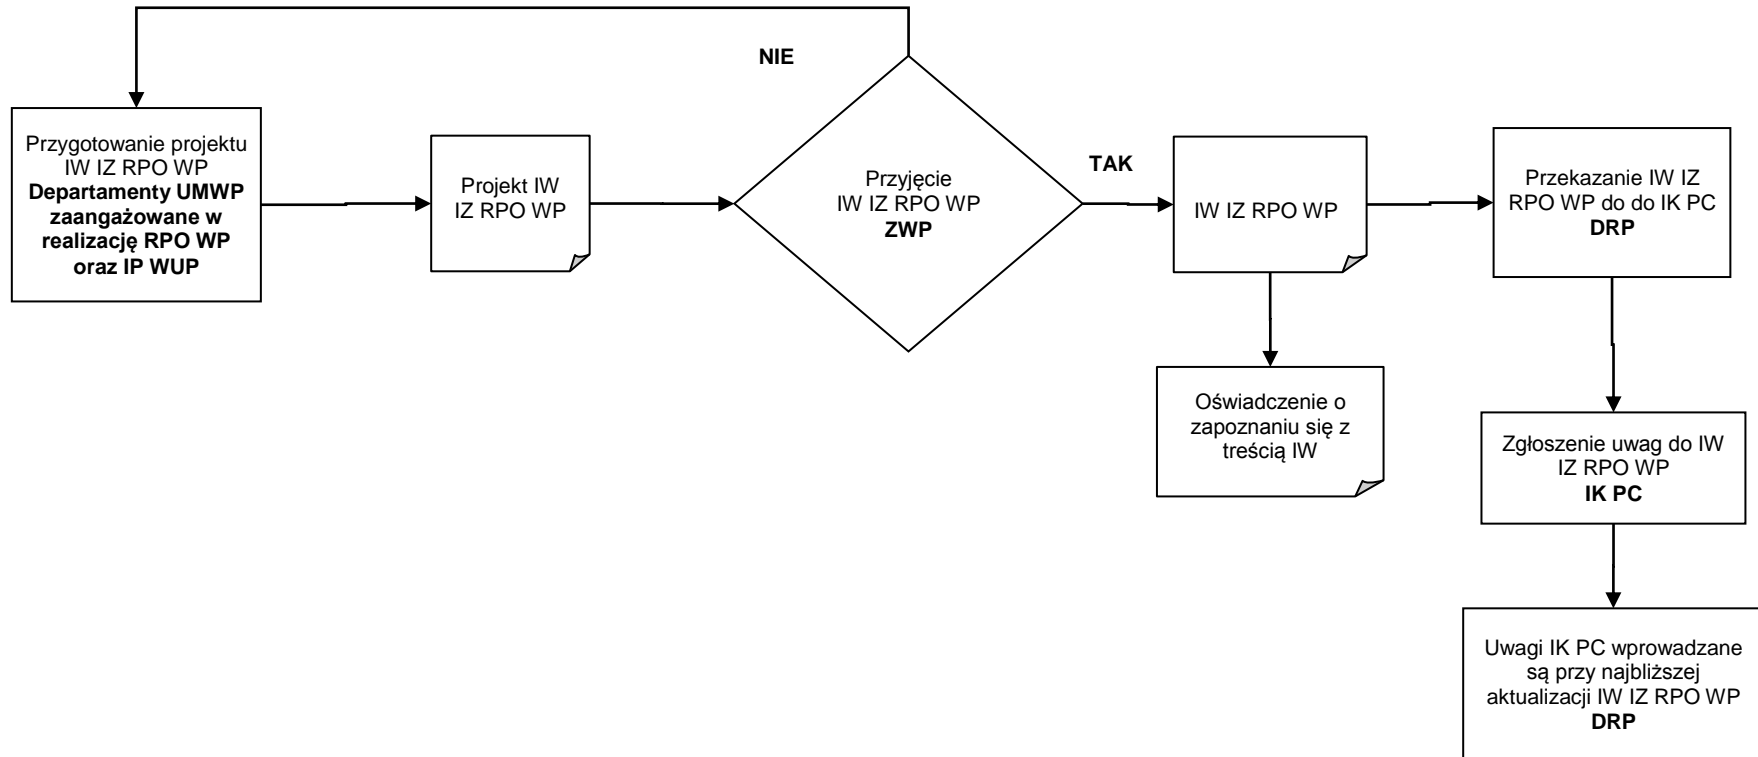 NIE
Przygotowanie projektu
IW IZ RPO WP
Departamenty UMWP
zaangażowane w
realizację RPO WP
oraz IP WUP
Projekt IW
IZ RPO WP
Przyjęcie
IW IZ RPO WP
ZWP
TAK
IW IZ RPO WP
Przekazanie IW IZ
RPO WP do do IK PC
DRP
Oświadczenie o
zapoznaniu się z
treścią IW
Zgłoszenie uwag do IW
IZ RPO WP
IK PC
Uwagi IK PC wprowadzane
są przy najbliższej
aktualizacji IW IZ RPO WP
DRP